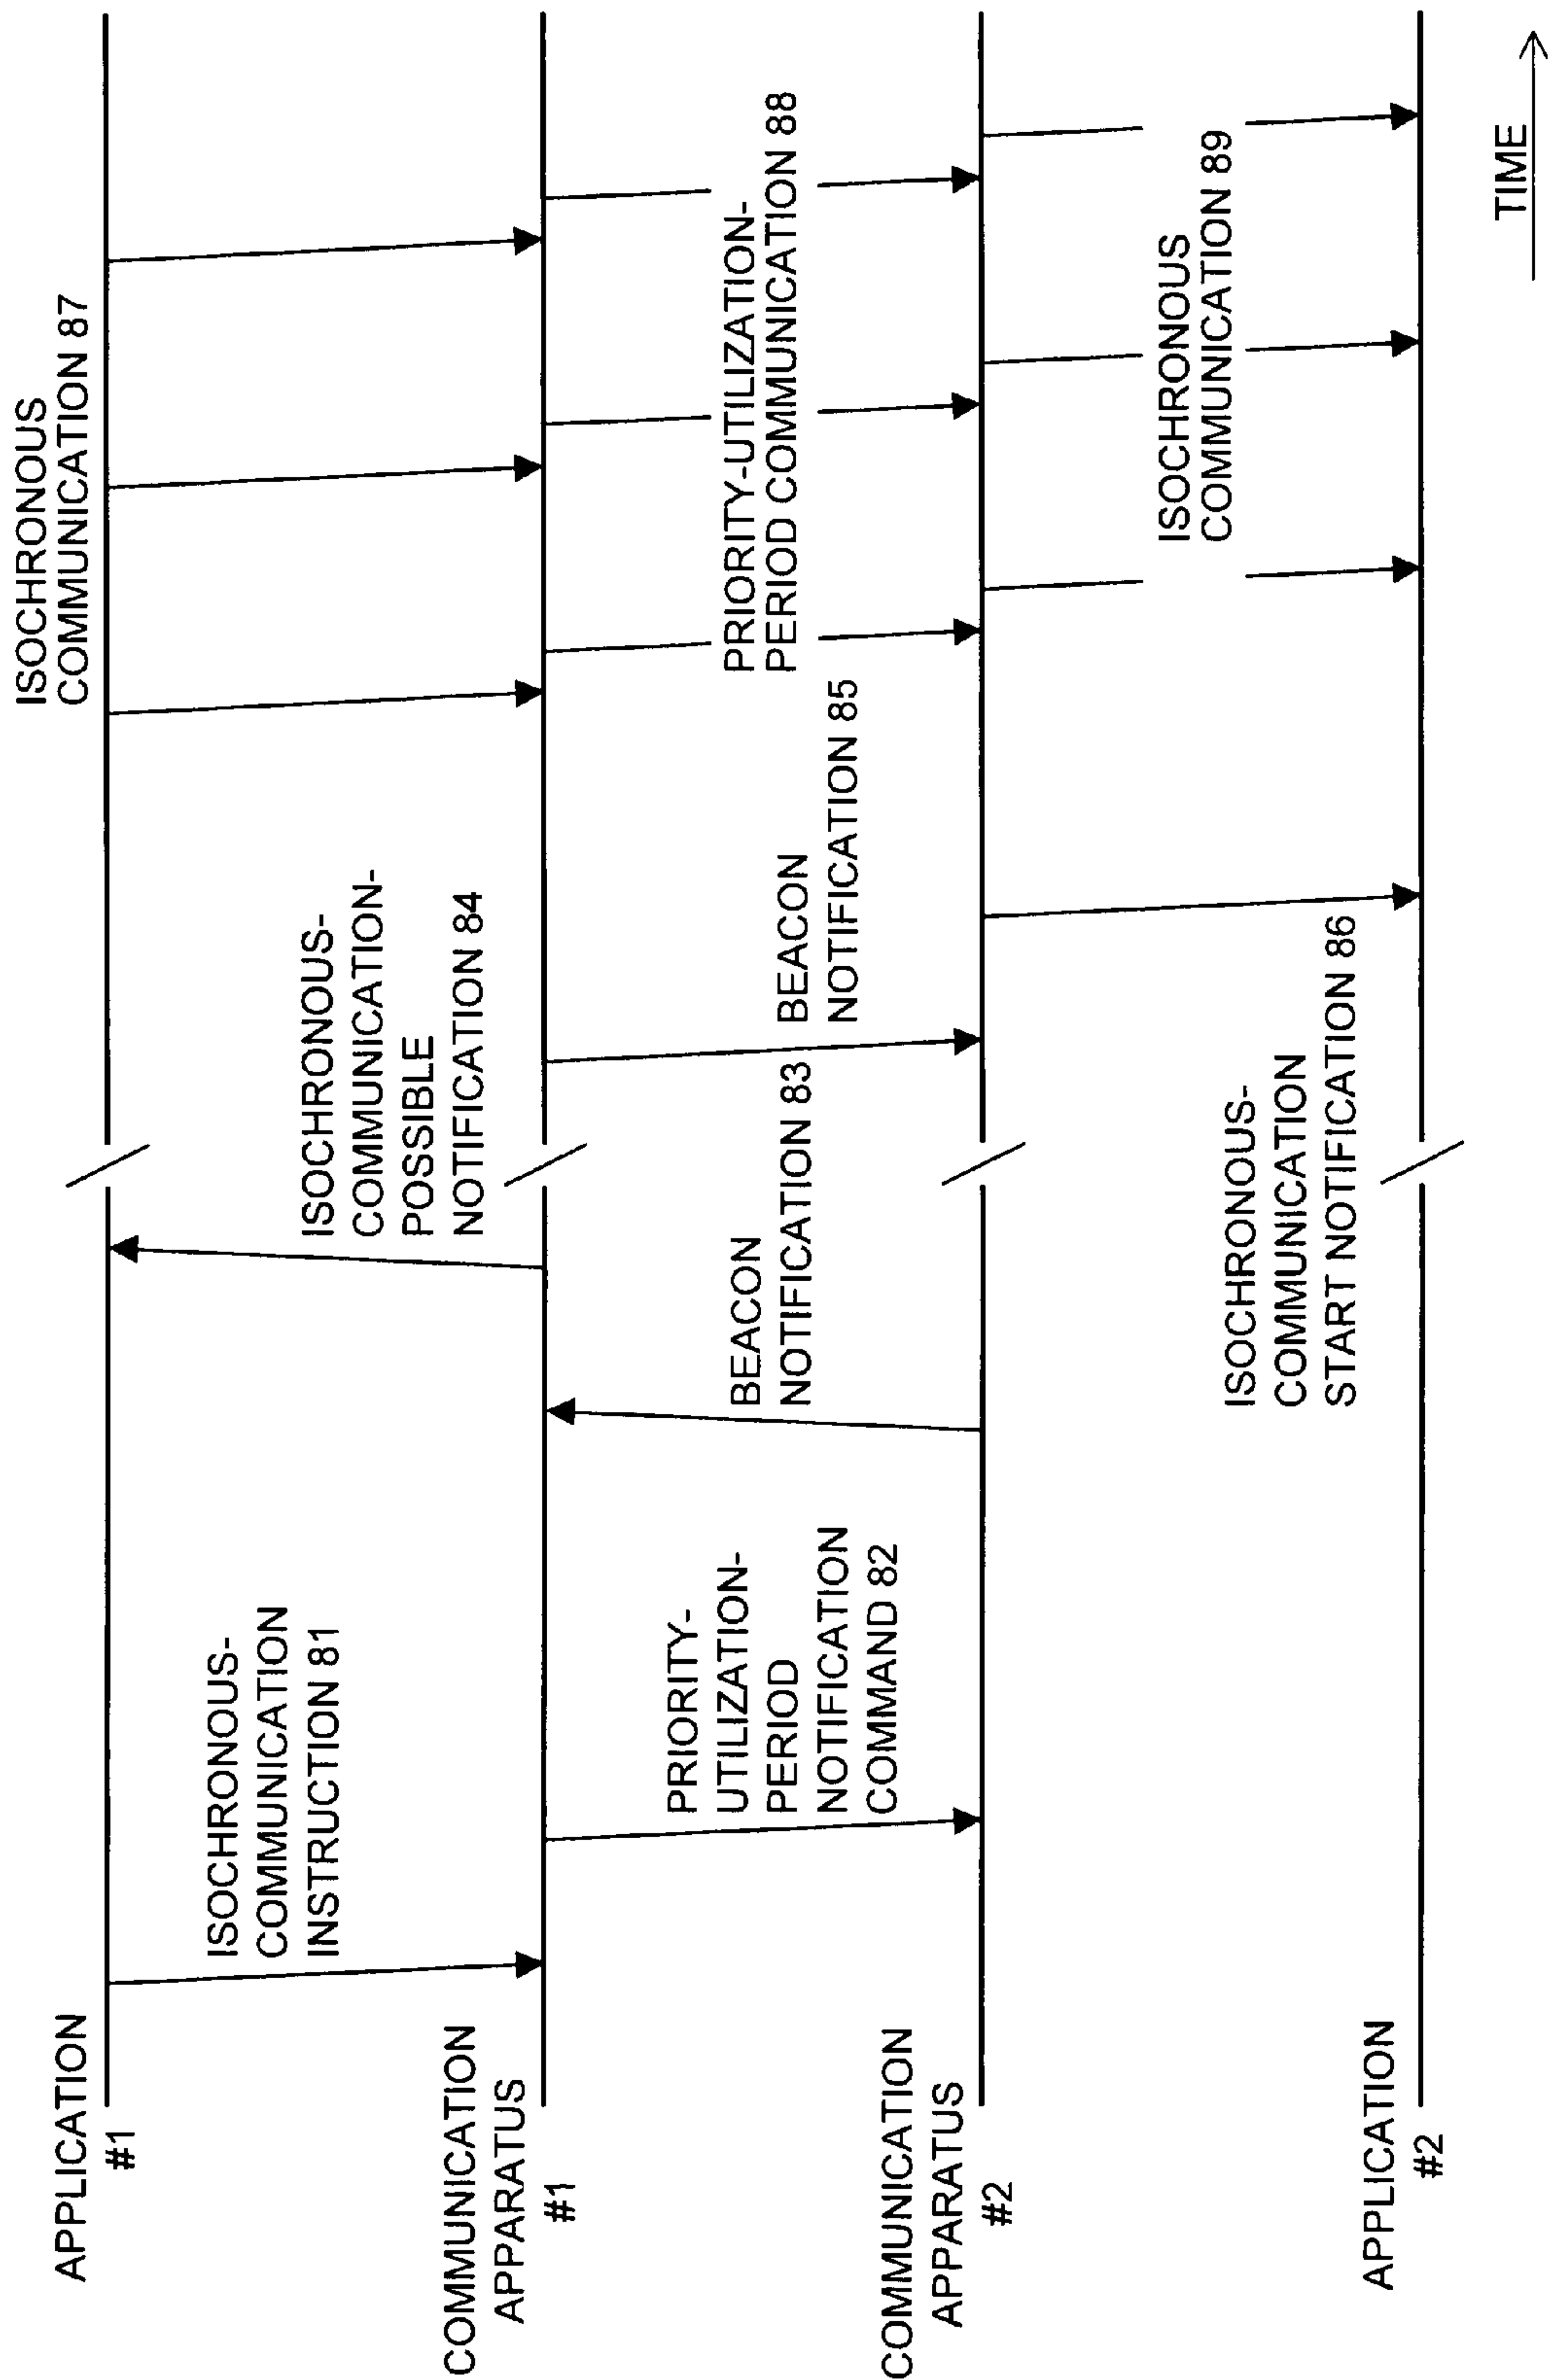 APPLICATION
#1
COMMUNICATION
APPARATUS
#1
COMMUNICATION
APPARATUS
#2
APPLICATION
#2
ISOCHRONOUS-
COMMUNICATION
INSTRUCTION 81
PRIORITY-
UTILIZATION-
PERIOD
NOTIFICATION
COMMAND 82
BEACON
NOTIFICATION 83
ISOCHRONOUS-
COMMUNICATION-
POSSIBLE
NOTIFICATION 84
BEACON
NOTIFICATION 85
ISOCHRONOUS-
COMMUNICATION
START NOTIFICATION 86
ISOCHRONOUS
COMMUNICATION 87
PRIORITY-UTILIZATION-
PERIOD COMMUNICATION 88
ISOCHRONOUS
COMMUNICATION 89
TIME